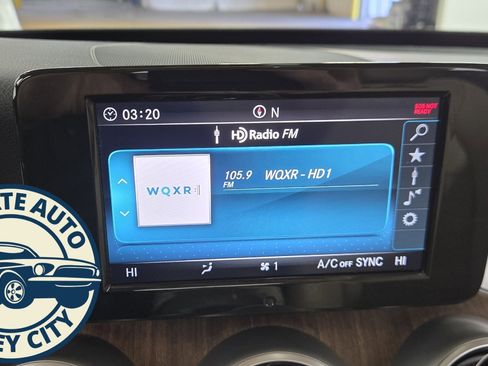 03:20 N SOS NOT
READY
HD Radio FM
WQXR
105.9 WQXR - HD1
FM
HI 1 A/C OFF SYNC HI
ATE AUTO
EY CITY